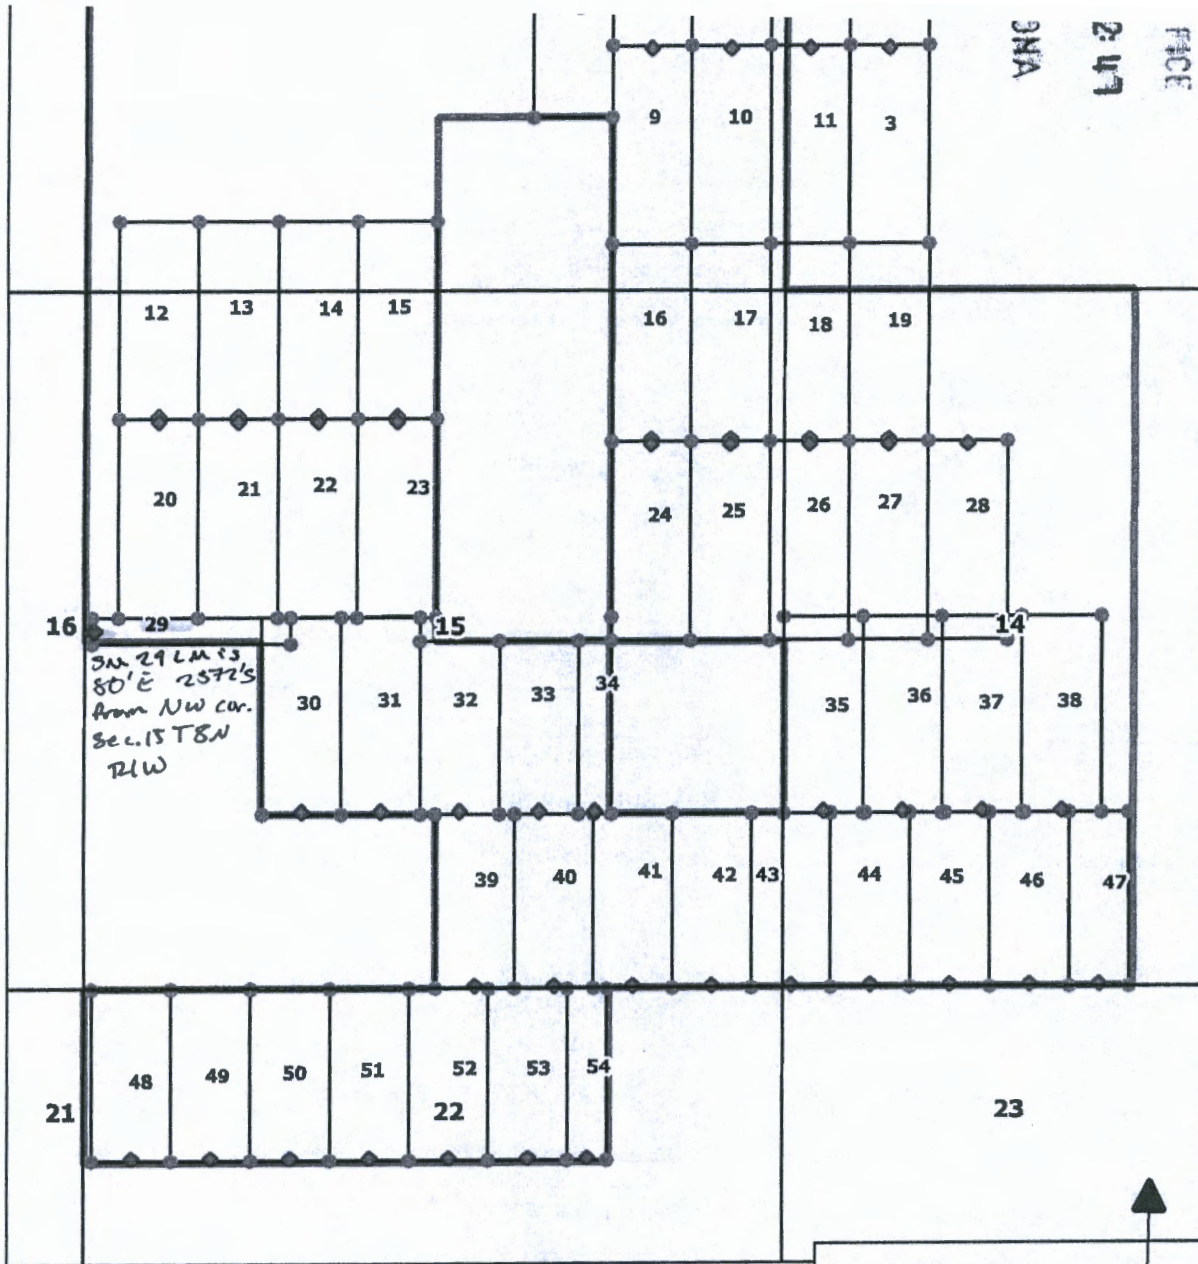 9 10 11 3
12 13 14 15 16 17 18 19
20 21 22 23 24 25 26 27 28
16 29 15 14
SM 29 LM is
80'E 2572'S
from NW cor.
Sec. 15 T8N
R1W
30 31 32 33 34 35 36 37 38
39 40 41 42 43 44 45 46 47
48 49 50 51 52 53 54
21 22 23
2: 47